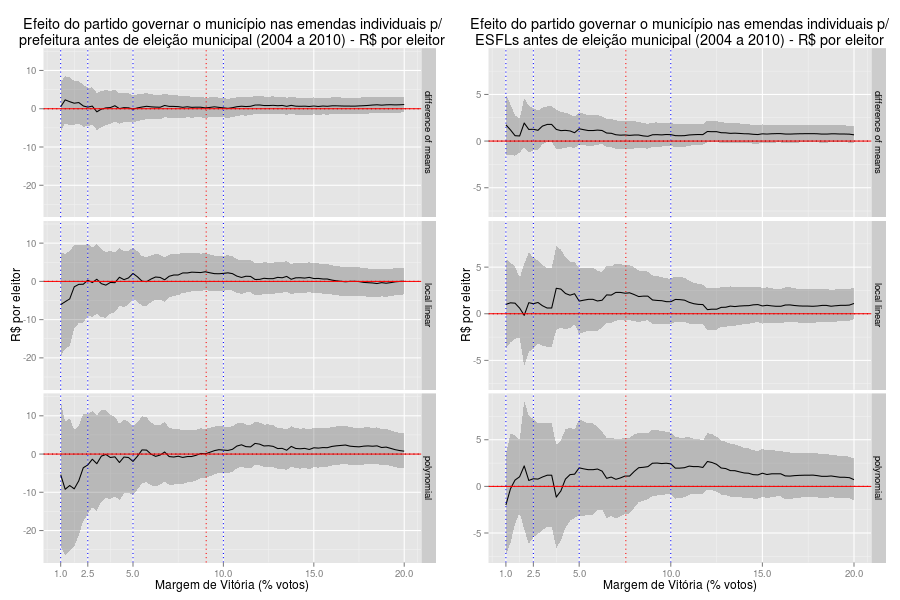 Efeito do partido governar o município nas emendas individuais p/
prefeitura antes de eleição municipal (2004 a 2010) - R$ por eleitor
10
0
-10
-20
difference of means
10
0
-10
-20
local linear
10
0
-10
-20
polynomial
R$ por eleitor
1.0 2.5 5.0 10.0 15.0 20.0
Margem de Vitória (% votos)
Efeito do partido governar o município nas emendas individuais p/
ESFLs antes de eleição municipal (2004 a 2010) - R$ por eleitor
5
0
-5
difference of means
5
0
-5
local linear
5
0
-5
polynomial
R$ por eleitor
1.0 2.5 5.0 10.0 15.0 20.0
Margem de Vitória (% votos)